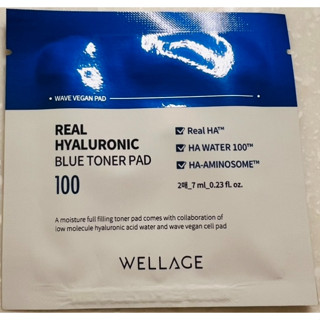 WAVE VEGAN PAD
REAL
HYALURONIC
BLUE TONER PAD
100
Real HA™
HA WATER 100™
HA-AMINOSOME™
2매_7 ml_0.23 fl. oz.
A moisture full filling toner pad comes with collaboration of
low molecule hyaluronic acid water and wave vegan cell pad
WELLAGE